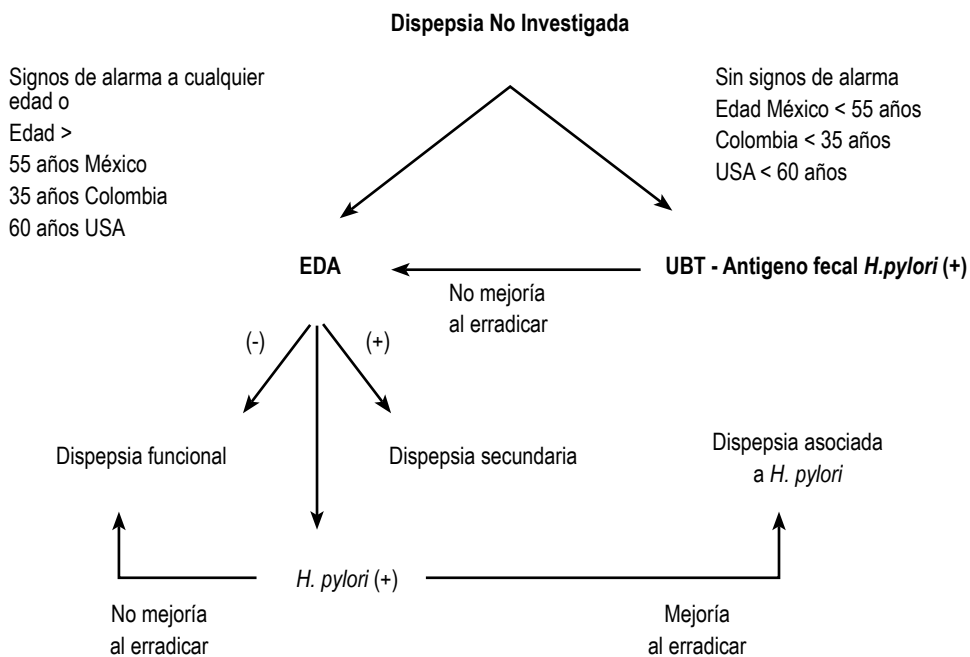 Dispepsia No Investigada
Signos de alarma a cualquier
edad o
Edad >
55 años México
35 años Colombia
60 años USA
Sin signos de alarma
Edad México < 55 años
Colombia < 35 años
USA < 60 años
EDA
UBT - Antigeno fecal H.pylori (+)
No mejoría
al erradicar
(-)
(+)
Dispepsia funcional
Dispepsia secundaria
Dispepsia asociada
a H. pylori
H. pylori (+)
No mejoría
al erradicar
Mejoría
al erradicar